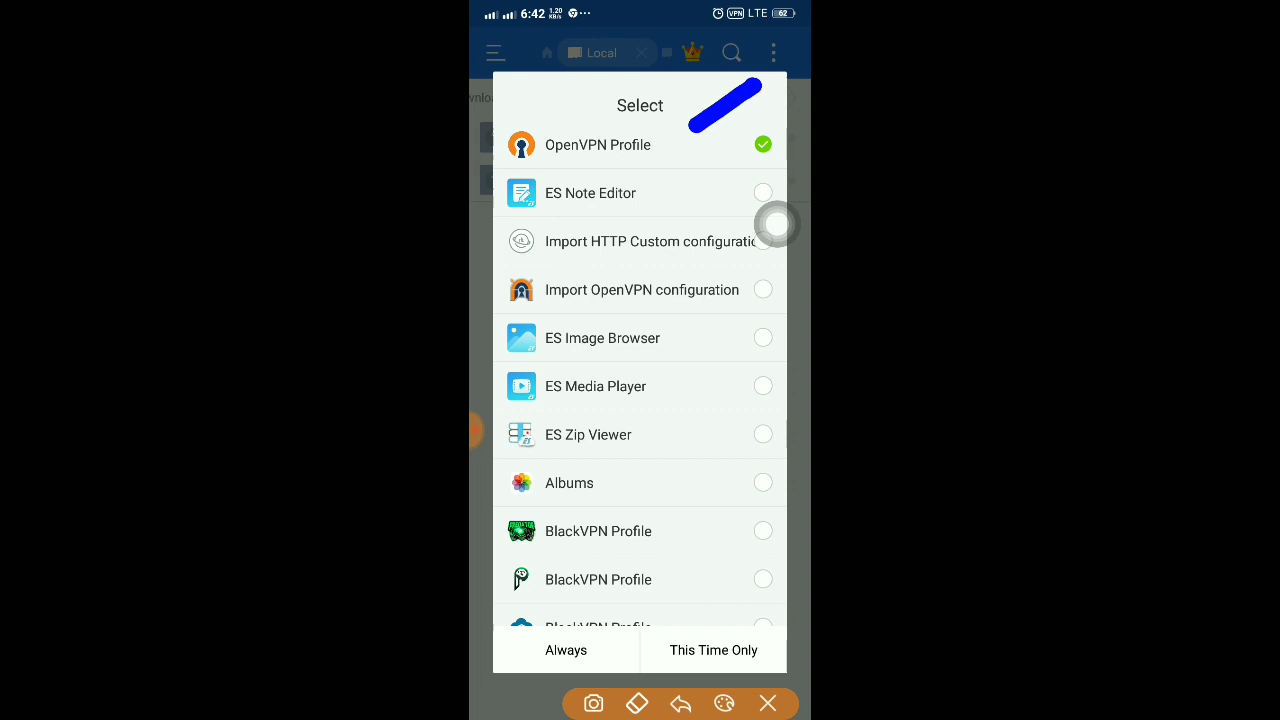 6:42 1.20 KB/s VPN LTE 62
Local
Select
OpenVPN Profile
ES Note Editor
Import HTTP Custom configuratio
Import OpenVPN configuration
ES Image Browser
ES Media Player
ES Zip Viewer
Albums
BlackVPN Profile
BlackVPN Profile
BlackVPN Profile
Always This Time Only